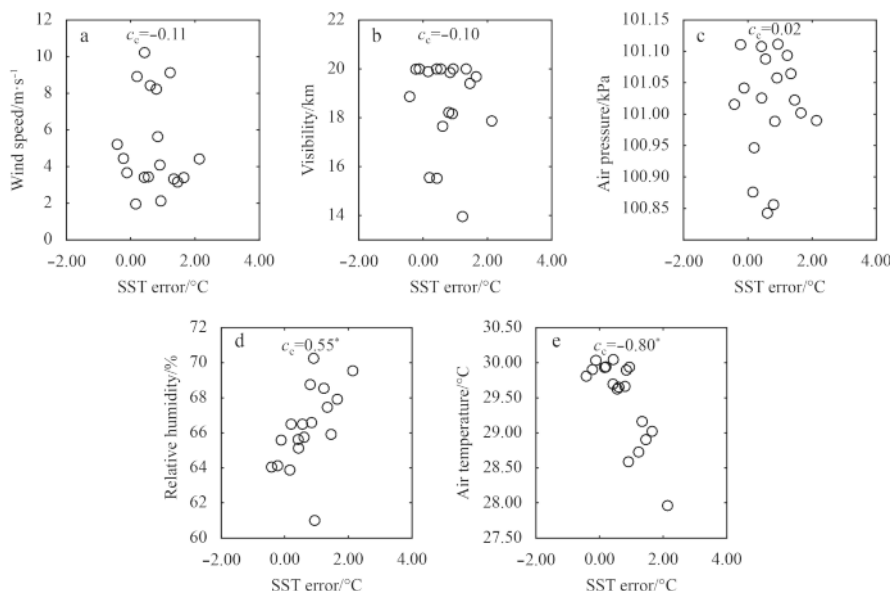 a
c_c=−0.11
12
10
8
6
4
2
0
−2.00 0.00 2.00 4.00
Wind speed/m·s⁻¹
SST error/°C
b
c_c=−0.10
22
20
18
16
14
−2.00 0.00 2.00 4.00
Visibility/km
SST error/°C
c
c_c=0.02
101.15
101.10
101.05
101.00
100.95
100.90
100.85
−2.00 0.00 2.00 4.00
Air pressure/kPa
SST error/°C
d
c_c=0.55*
72
70
68
66
64
62
60
−2.00 0.00 2.00 4.00
Relative humidity/%
SST error/°C
e
c_c=−0.80*
30.50
30.00
29.50
29.00
28.50
28.00
27.50
−2.00 0.00 2.00 4.00
Air temperature/°C
SST error/°C